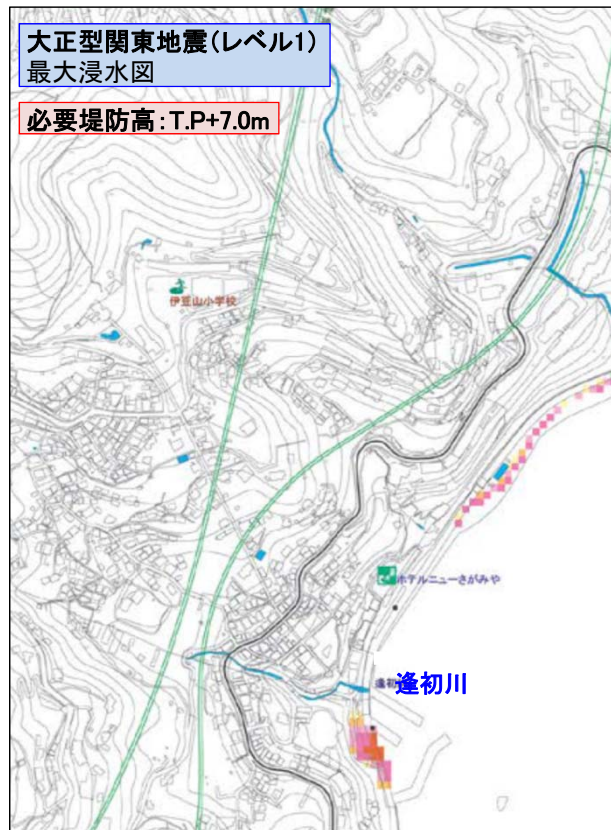 大正型関東地震(レベル1)
最大浸水図
必要堤防高:T.P+7.0m
伊豆山小学校
ホテルニューさがみや
逢初
逢初川